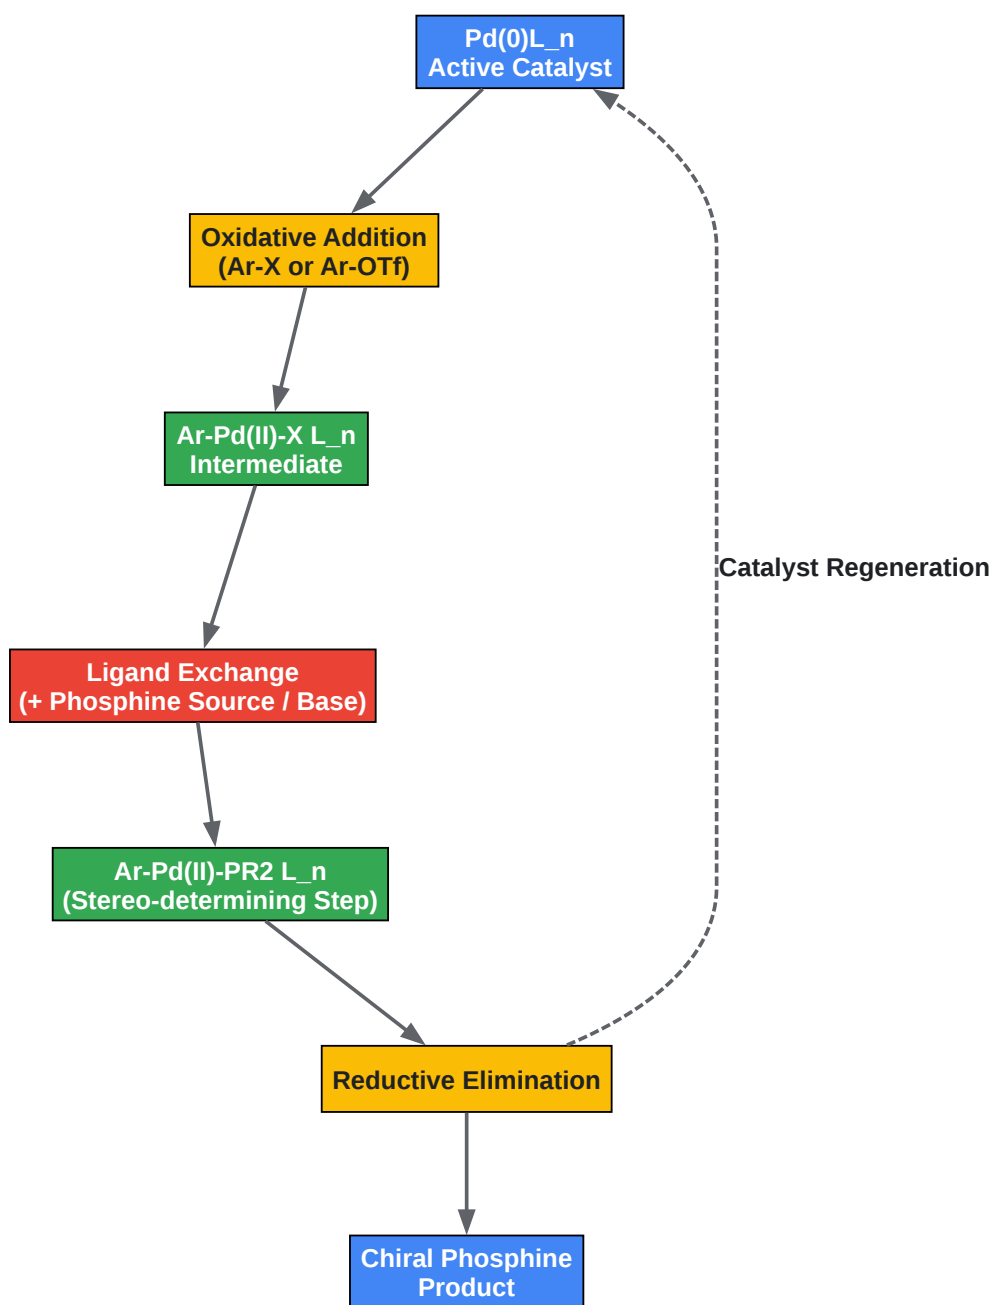 Pd(0)L_n
Active Catalyst
Oxidative Addition
(Ar-X or Ar-OTf)
Ar-Pd(II)-X L_n
Intermediate
Catalyst Regeneration
Ligand Exchange
(+ Phosphine Source / Base)
Ar-Pd(II)-PR2 L_n
(Stereo-determining Step)
Reductive Elimination
Chiral Phosphine
Product